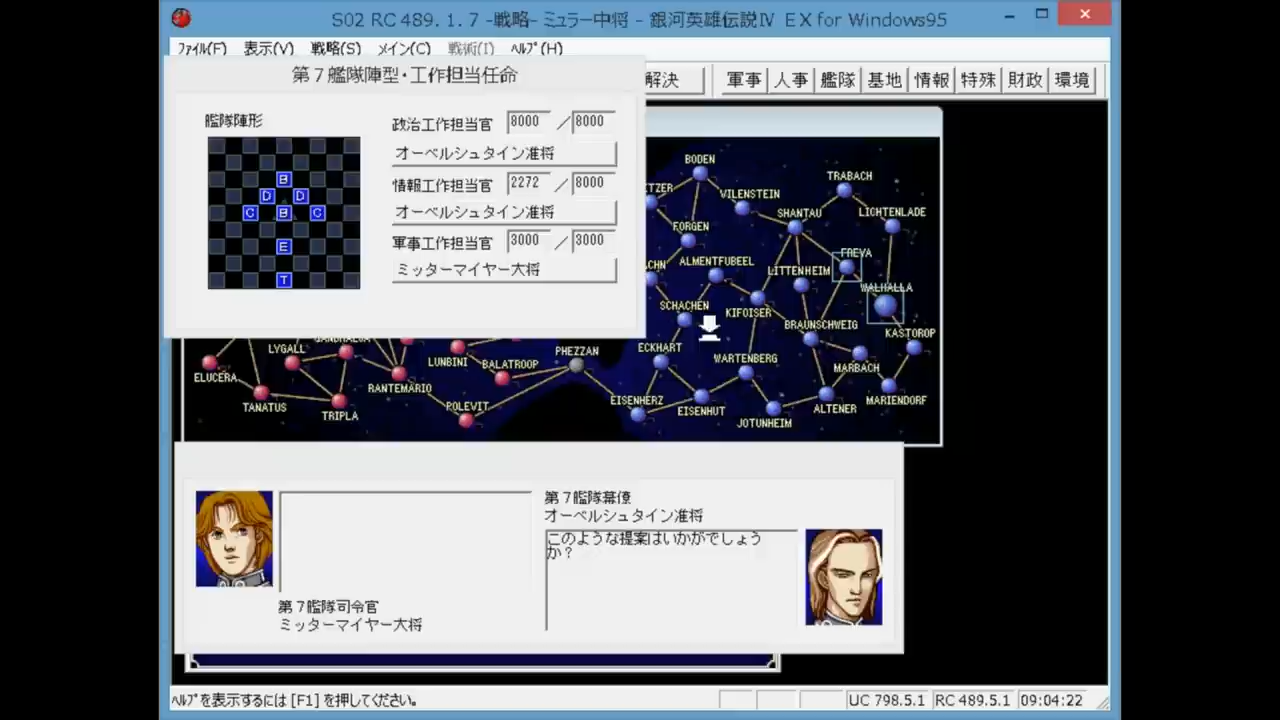 S02 RC 489. 1. 7 -戦略- ミュラー中将 - 銀河英雄伝説Ⅳ EX for Windows95
ﾌｧｲﾙ(F) 表示(V) 戦略(S) メイン(C) 戦術(I) ﾍﾙﾌﾟ(H)
第７艦隊陣型・工作担当任命
解決 軍事 人事 艦隊 基地 情報 特殊 財政 環境
艦隊陣形
政治工作担当官 8000 ／ 8000
オーベルシュタイン准将
情報工作担当官 2272 ／ 8000
オーベルシュタイン准将
軍事工作担当官 3000 ／ 3000
ミッターマイヤー大将
B
D D
C B C
E
T
BODEN
TRABACH
VILENSTEIN
SHANTAU
LICHTENLADE
FORGEN
FREYA
ALMENTFUBEEL
LITTENHEIM
WALHALLA
SCHACHEN
KIFOISER
BRAUNSCHWEIG
KASTOROP
LYGALL
LUNBINI
BALATROOP
PHEZZAN
ECKHART
WARTENBERG
MARBACH
ELUCERA
RANTEMARIO
TANATUS
TRIPLA
POLEVIT
EISENHERZ
EISENHUT
JOTUNHEIM
ALTENER
MARIENDORF
第７艦隊幕僚
オーベルシュタイン准将
このような提案はいかがでしょう
か？
第７艦隊司令官
ミッターマイヤー大将
ﾍﾙﾌﾟを表示するには [F1] を押してください。
UC 798.5.1 RC 489.5.1 09:04:22